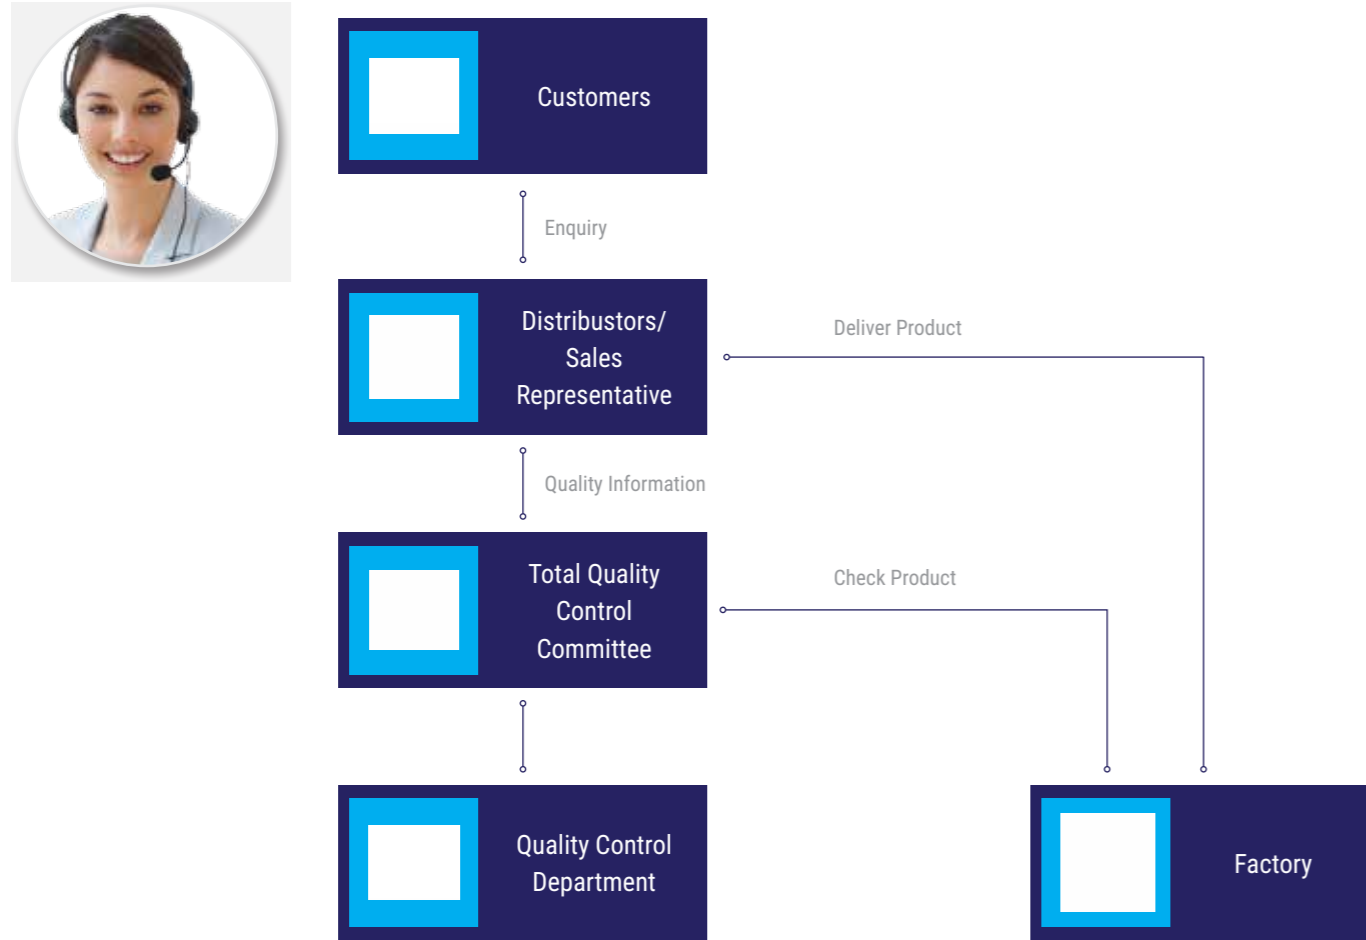 Customers
Enquiry
Distribustors/
Sales
Representative
Deliver Product
Quality Information
Total Quality
Control
Committee
Check Product
Quality Control
Department
Factory